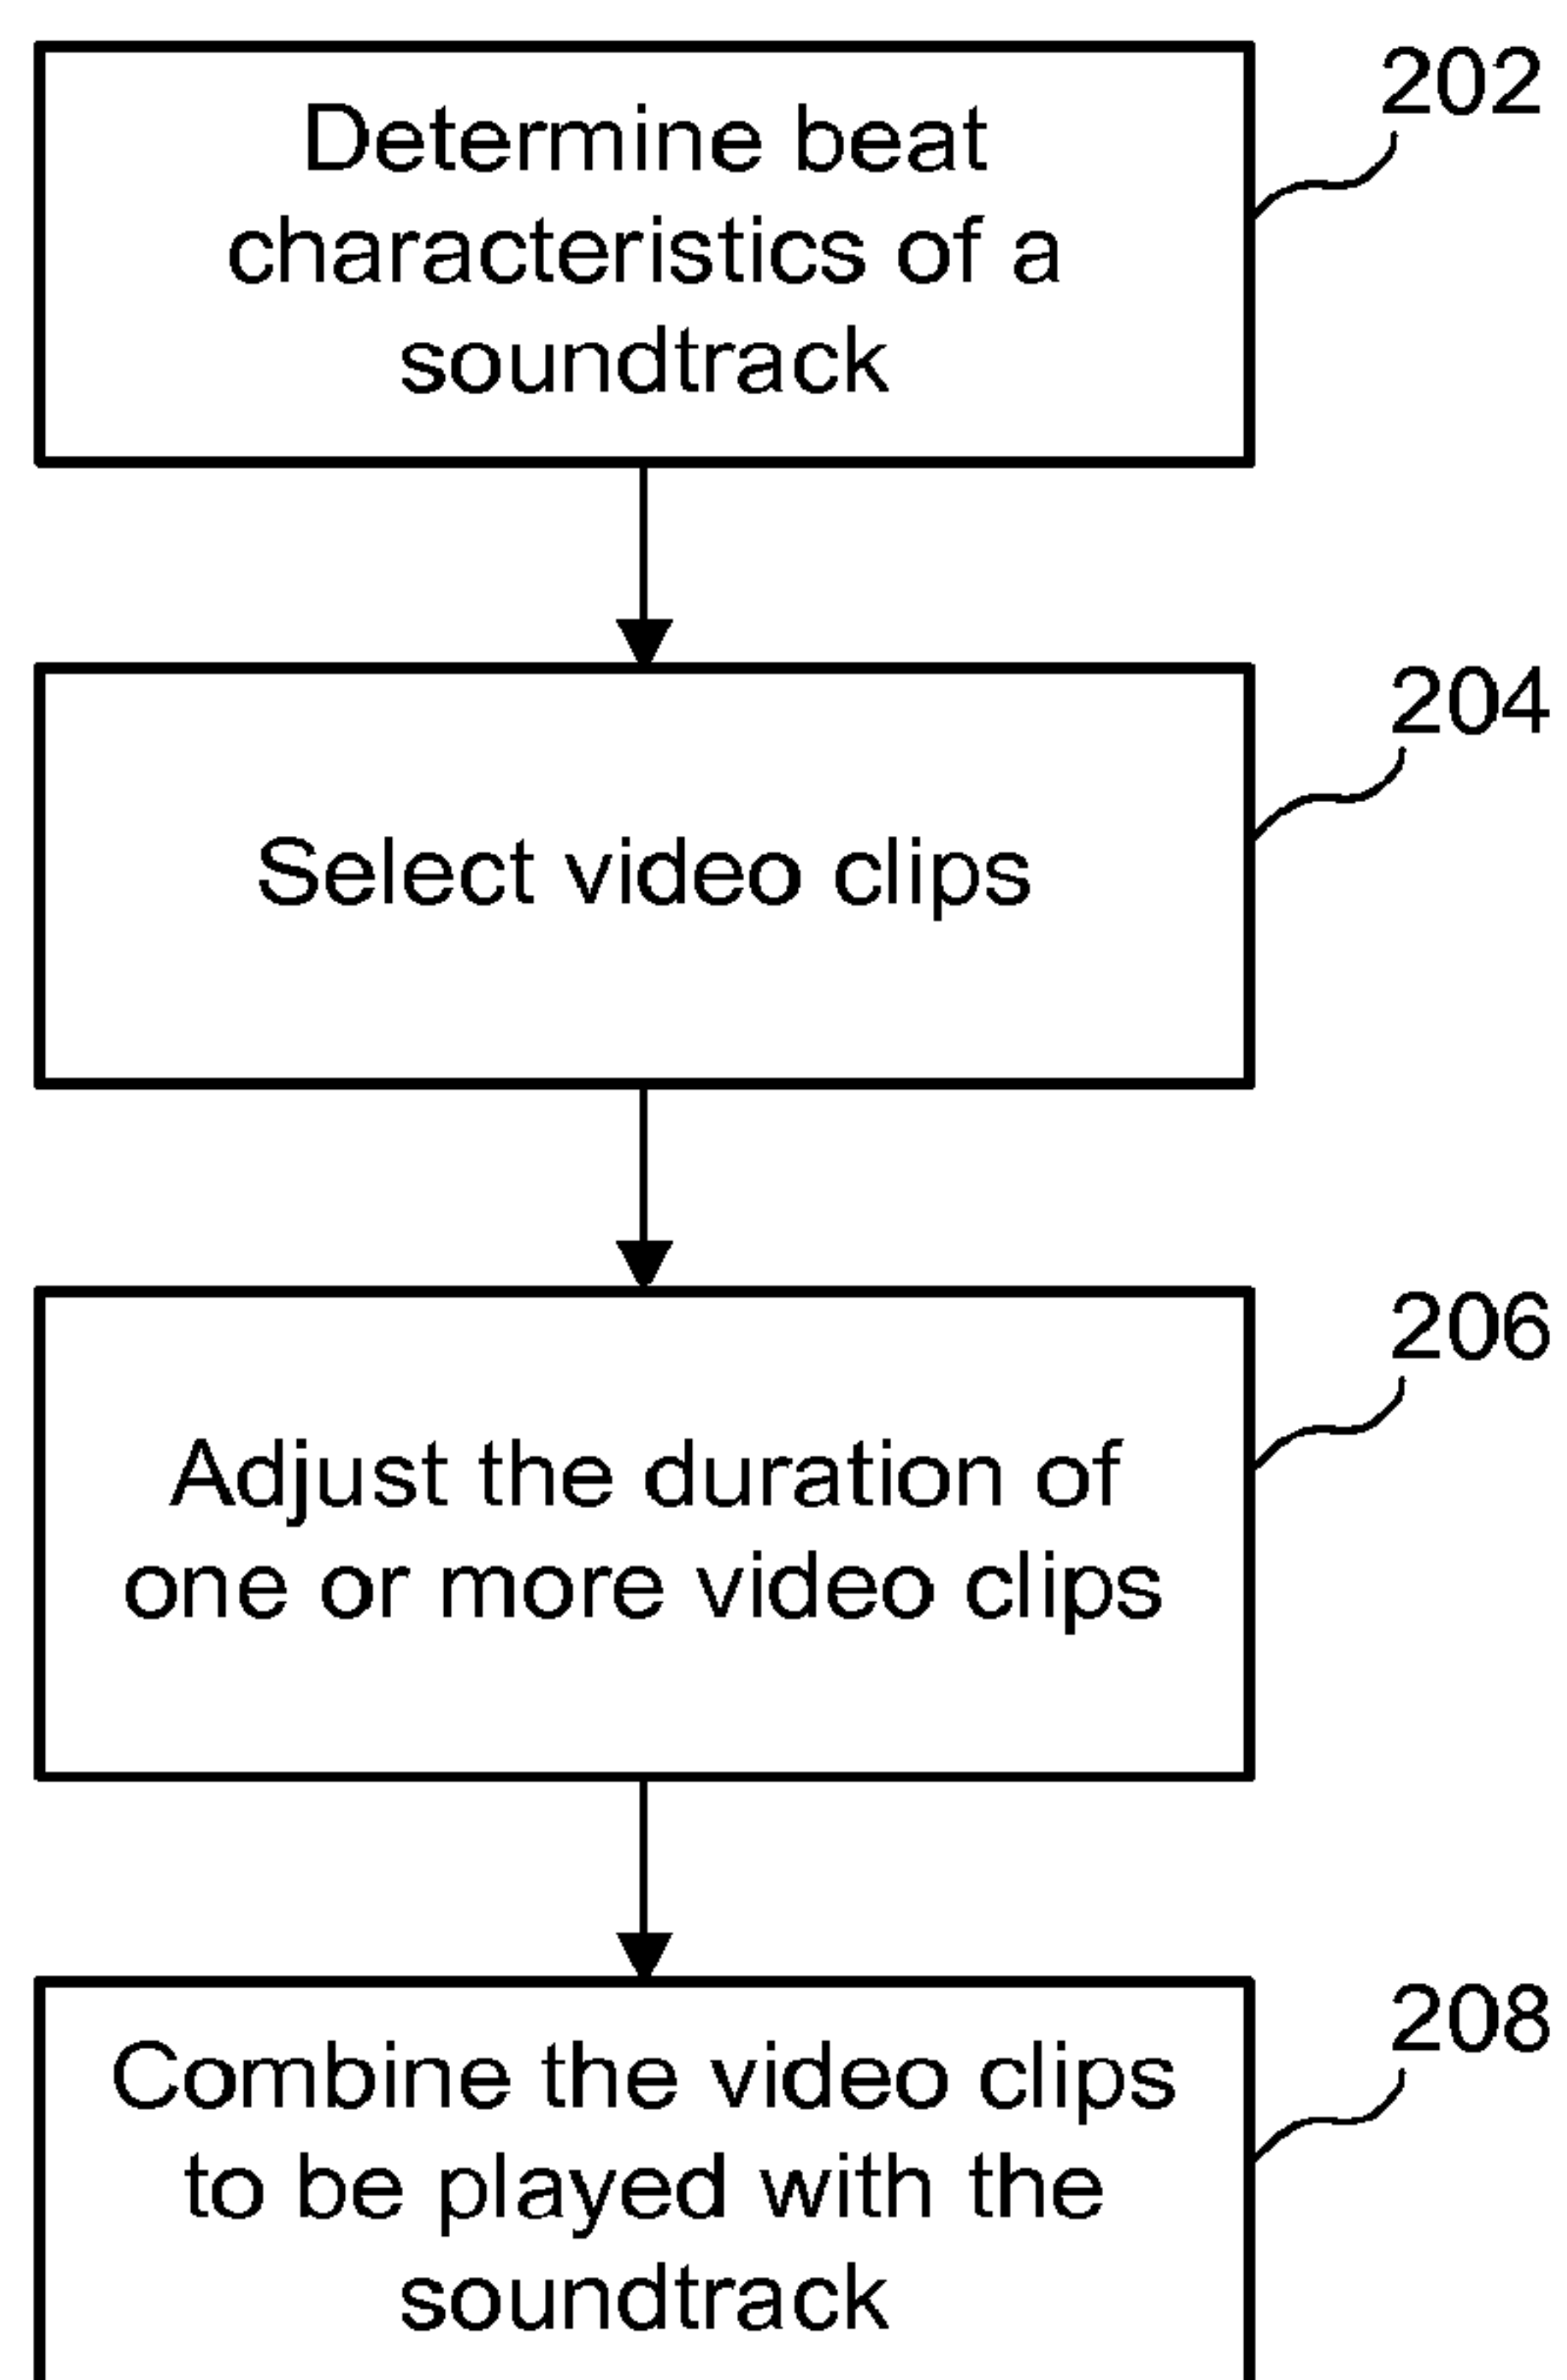 202
Determine beat
characteristics of a
soundtrack
204
Select video clips
206
Adjust the duration of
one or more video clips
208
Combine the video clips
to be played with the
soundtrack